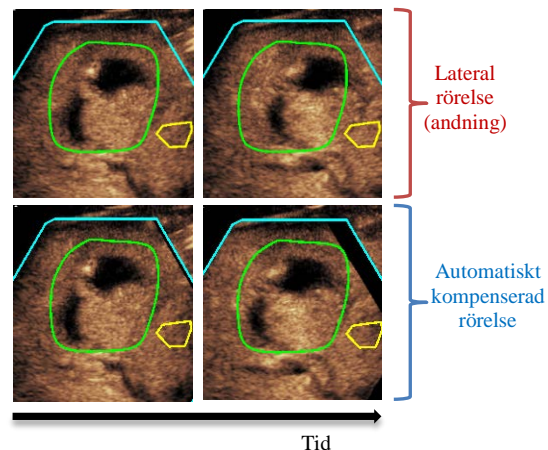 Lateral
rörelse
(andning)
Automatiskt
kompenserad
rörelse
Tid